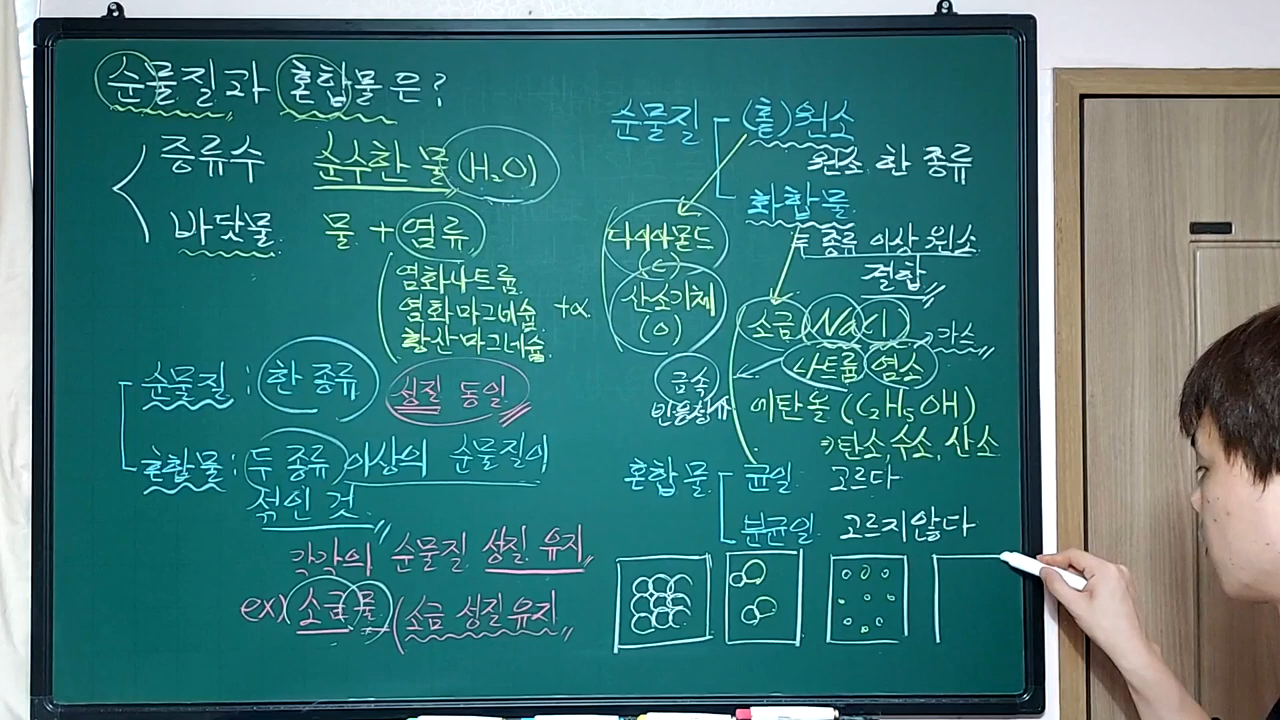 순물질과 혼합물은?
증류수 순수한 물 (H₂O)
바닷물 물 + 염류
염화나트륨
염화마그네슘 +α
황산마그네슘
순물질 : 한 종류 성질 동일
혼합물 : 두 종류 이상의 순물질이
섞인 것
각각의 순물질 성질 유지
ex) 소금물 (소금 성질유지
순물질 (홑)원소
원소 한 종류
화합물
두 종류 이상 원소
결합
다이아몬드
(C)
산소기체
(O)
소금(NaCl) → 가스
나트륨 염소
금속
에탄올 (C₂H₅OH)
탄소, 수소, 산소
혼합물 균일 고르다
불균일 고르지않다